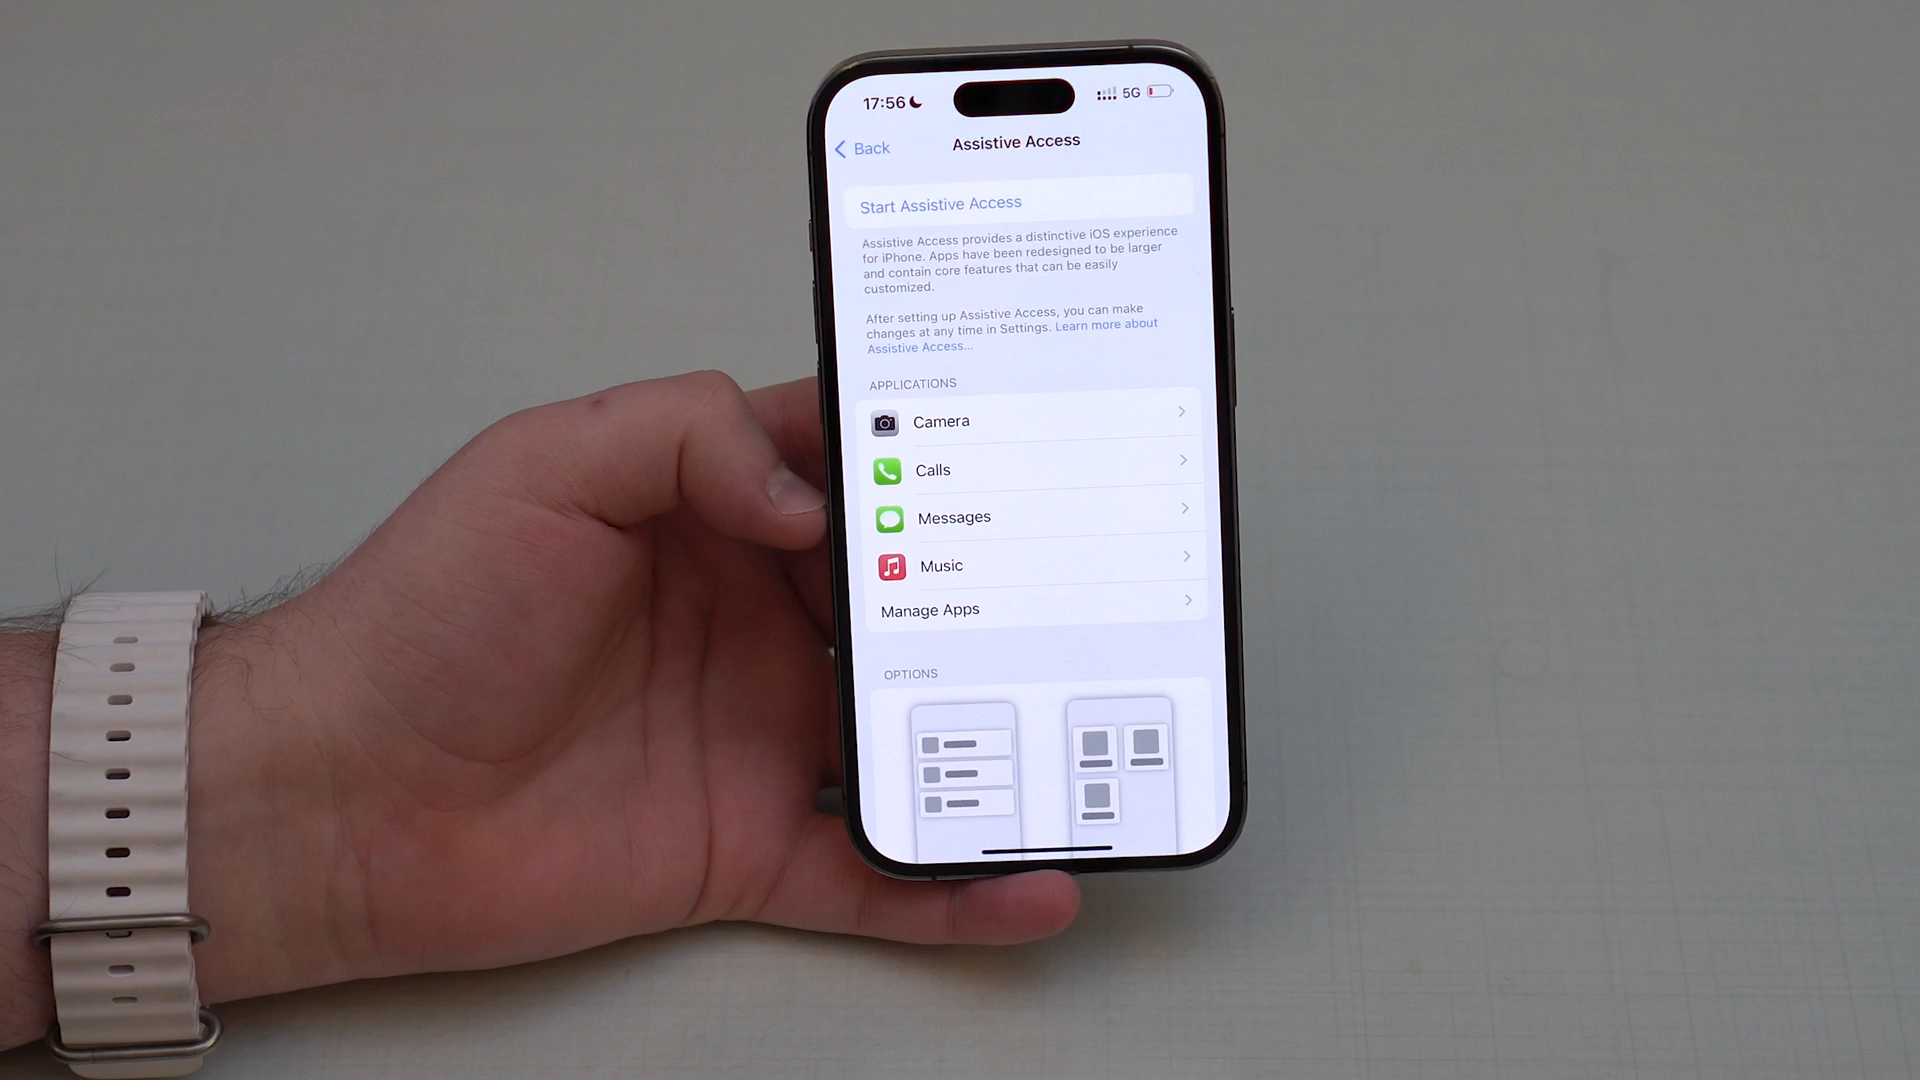 17:56
5G
Back
Assistive Access
Start Assistive Access
Assistive Access provides a distinctive iOS experience
for iPhone. Apps have been redesigned to be larger
and contain core features that can be easily
customized.
After setting up Assistive Access, you can make
changes at any time in Settings. Learn more about
Assistive Access...
APPLICATIONS
Camera
Calls
Messages
Music
Manage Apps
OPTIONS